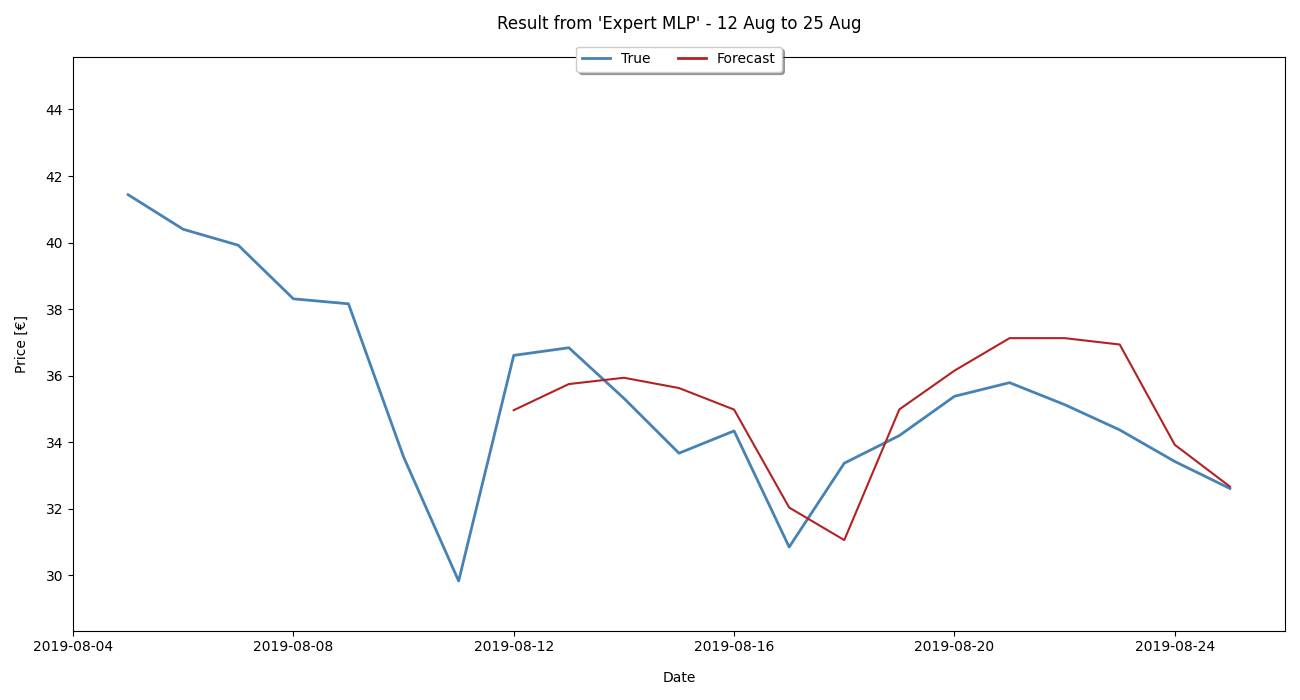 Result from 'Expert MLP' - 12 Aug to 25 Aug
True
Forecast
44
42
40
38
36
34
32
30
Price [€]
2019-08-04
2019-08-08
2019-08-12
2019-08-16
2019-08-20
2019-08-24
Date